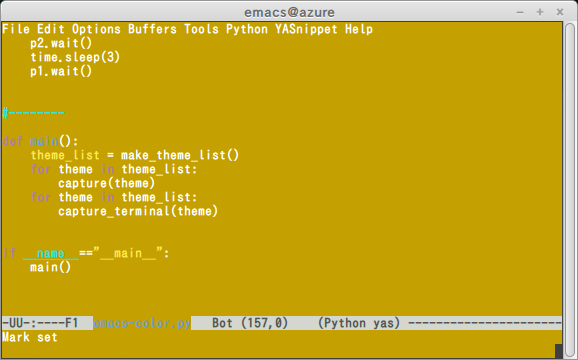 emacs@azure
File Edit Options Buffers Tools Python YASnippet Help
p2.wait()
time.sleep(3)
p1.wait()
#--------
def main():
theme_list = make_theme_list()
for theme in theme_list:
capture(theme)
for theme in theme_list:
capture_terminal(theme)
if __name__=="__main__":
main()
-UU-:----F1 emacs-color.py Bot (157,0) (Python yas) ----------------------
Mark set